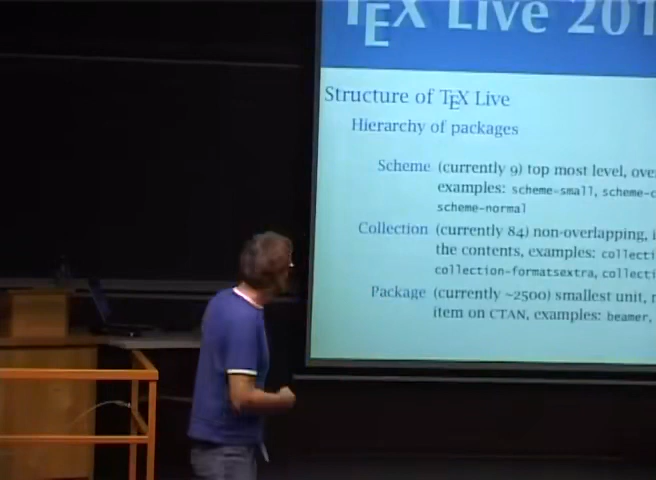 TEX Live 201
Structure of TEX Live
Hierarchy of packages
Scheme (currently 9) top most level, ove
examples: scheme-small, scheme-
scheme-normal
Collection (currently 84) non-overlapping,
the contents, examples: collecti
collection-formatsextra, collecti
Package (currently ~2500) smallest unit,
item on CTAN, examples: beamer,